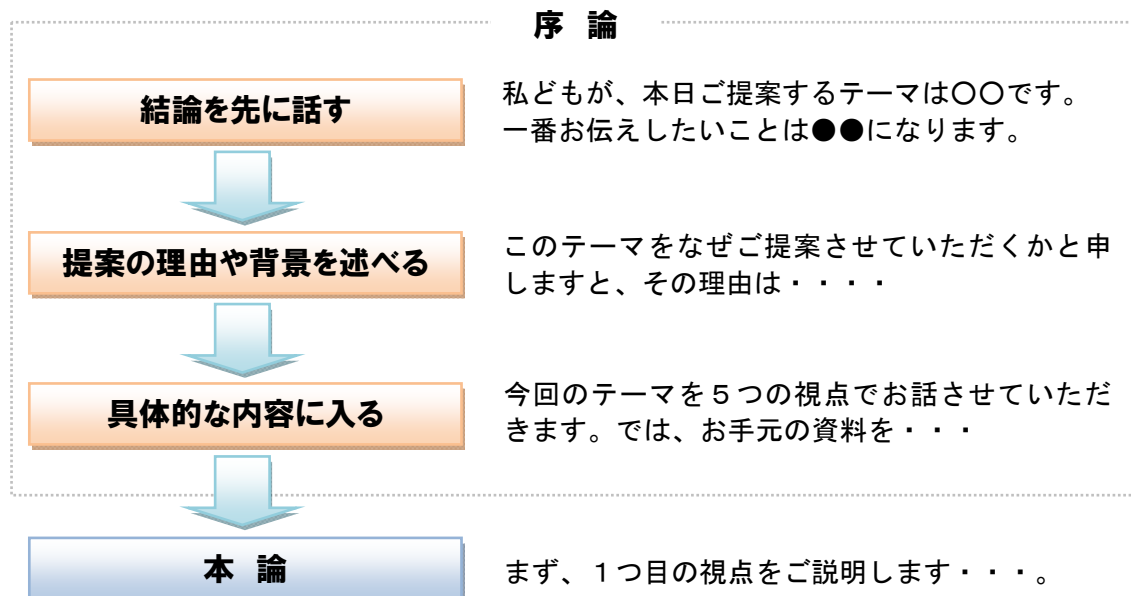 序 論
結論を先に話す
私どもが、本日ご提案するテーマは〇〇です。
一番お伝えしたいことは●●になります。
提案の理由や背景を述べる
このテーマをなぜご提案させていただくかと申
しますと、その理由は・・・・
具体的な内容に入る
今回のテーマを５つの視点でお話させていただ
きます。では、お手元の資料を・・・
本 論
まず、１つ目の視点をご説明します・・・。